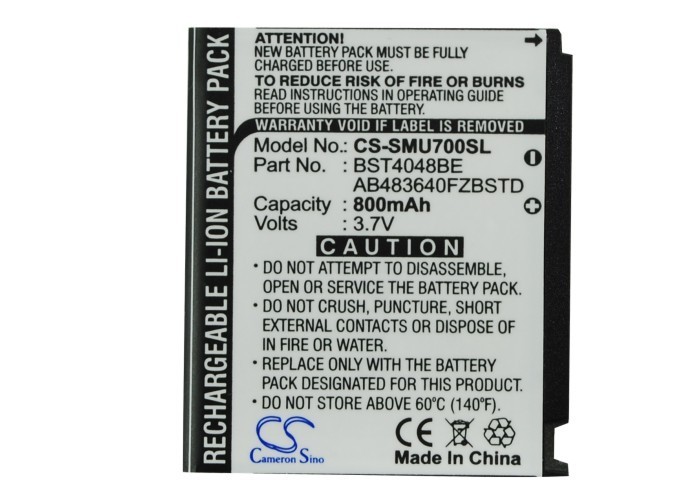 RECHARGEABLE LI-ION BATTERY PACK
ATTENTION:
NEW BATTERY PACK MUST BE FULLY
CHARGED BEFORE INITIAL USE.
TO REDUCE RISK OF FIRE OR BURNS
READ INSTRUCTIONS IN OPERATING GUIDE
BEFORE USING THE BATTERY.
WARRANTY VOID IF LABEL IS REMOVED
Model No.: CS-SMU700SL
Part No. : BST4048BE
AB483640FZBSTD
Capacity : 800mAh
Volts : 3.7V
CAUTION
• DO NOT ATTEMPT TO DISASSEMBLE,
OPEN OR SERVICE THE BATTERY PACK.
• DO NOT CRUSH, PUNCTURE, SHORT
EXTERNAL CONTACTS OR DISPOSE OF
IN FIRE OR WATER.
• REPLACE ONLY WITH THE BATTERY
PACK DESIGNATED FOR THIS PRODUCT.
• DO NOT STORE ABOVE 60°C (140°F).
CS
Cameron Sino
CE
Made in China